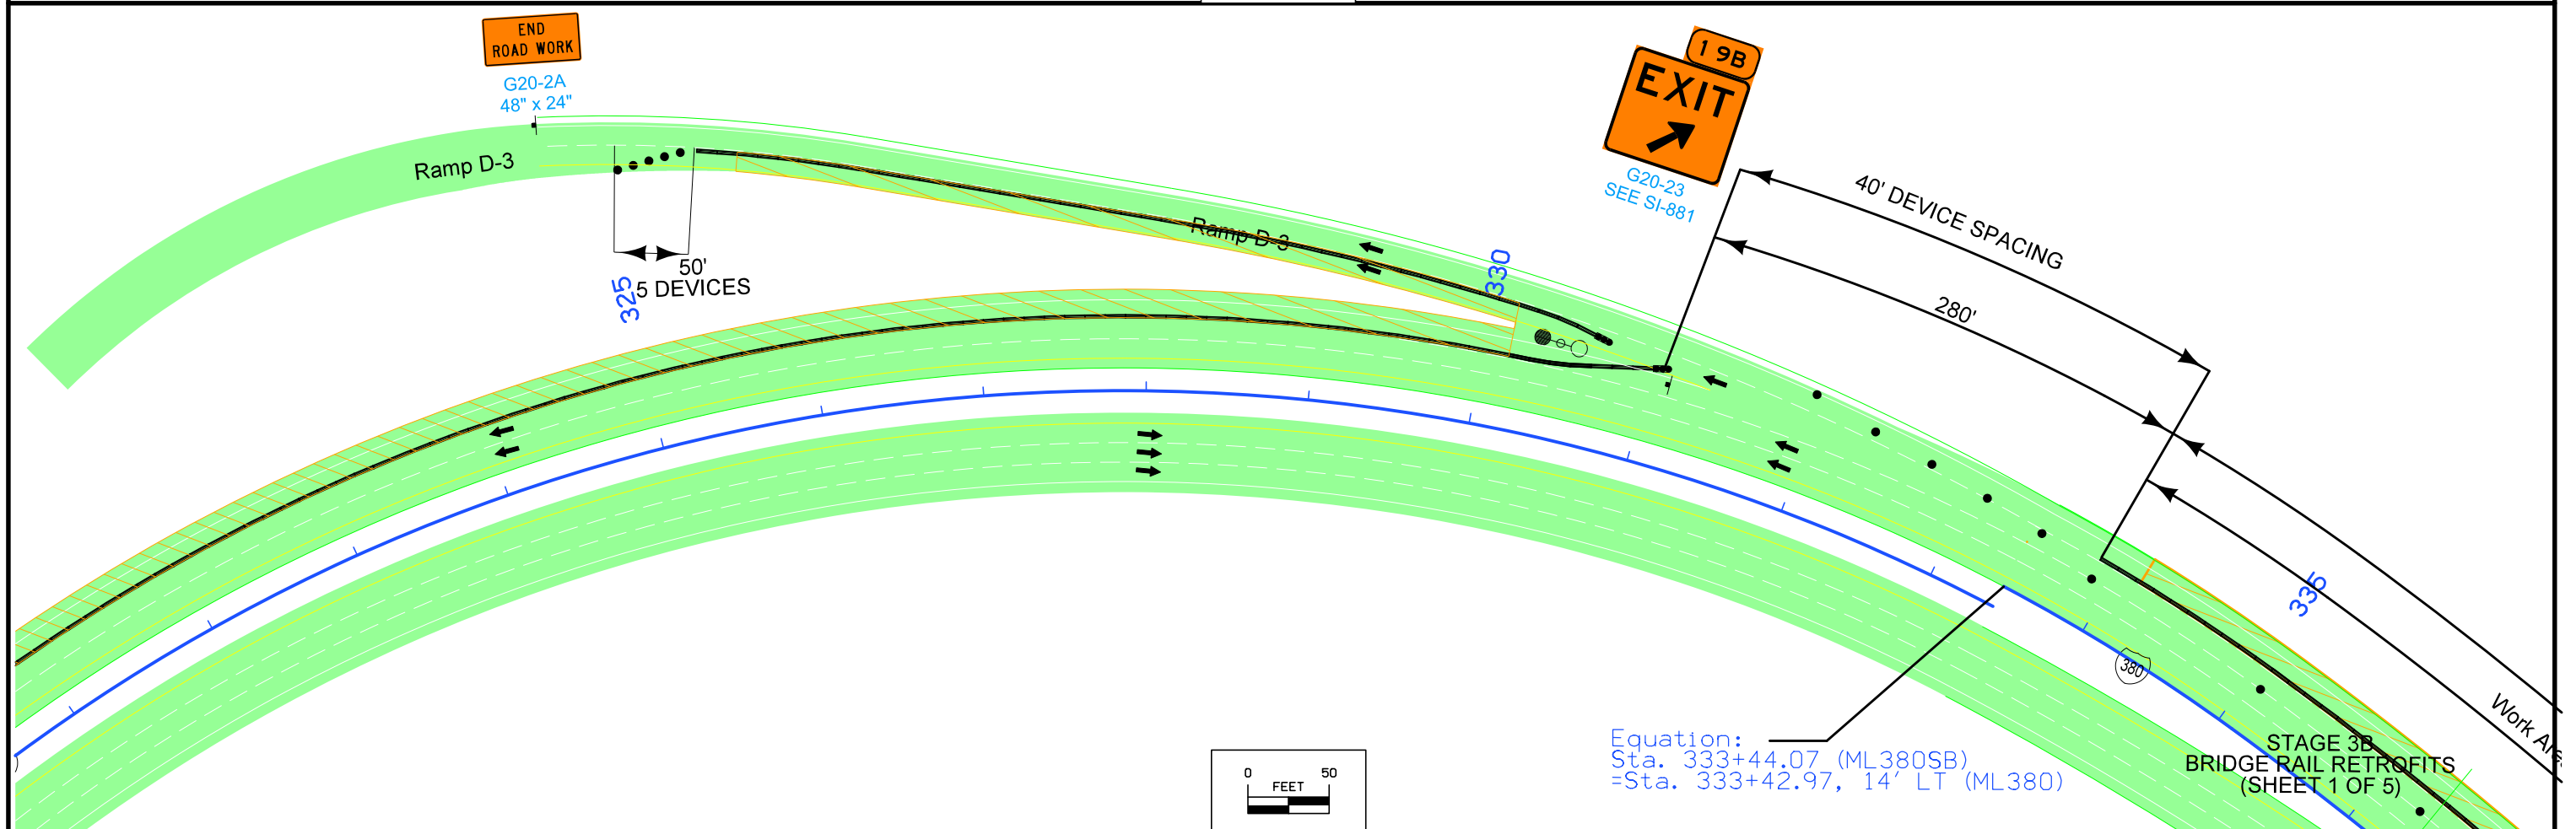 END
ROAD WORK
G20-2A
48" x 24"
1 9B
EXIT
G20-23
SEE SI-881
40' DEVICE SPACING
280'
Ramp D-3
Ramp D-3
330
50'
5 DEVICES
325
335
380
Work Are
Equation:
Sta. 333+44.07 (ML380SB)
=Sta. 333+42.97, 14' LT (ML380)
STAGE 3B
BRIDGE RAIL RETROFITS
(SHEET 1 OF 5)
0 50
FEET
)